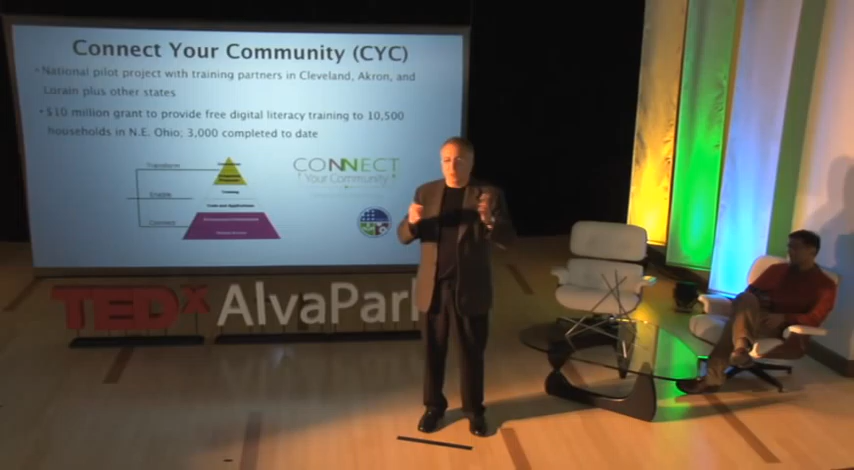 Connect Your Community (CYC)
• National pilot project with training partners in Cleveland, Akron, and
Lorain plus other states
• $10 million grant to provide free digital literacy training to 10,500
households in N.E. Ohio; 3,000 completed to date
Transform
Enable
Connect
Training
CONNECT
Your Community
TEDx AlvaPark